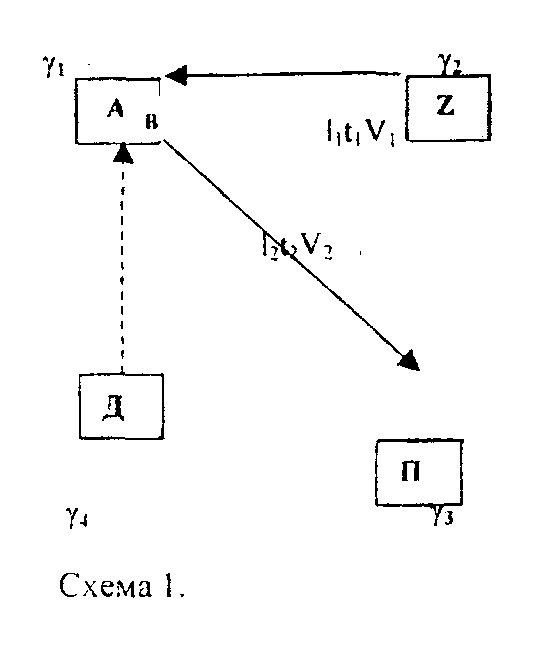 γ₁ γ₂
А в Z
l₁t₁V₁
l₂t₂V₂
Д
П
γ₄ γ₃
Схема 1.